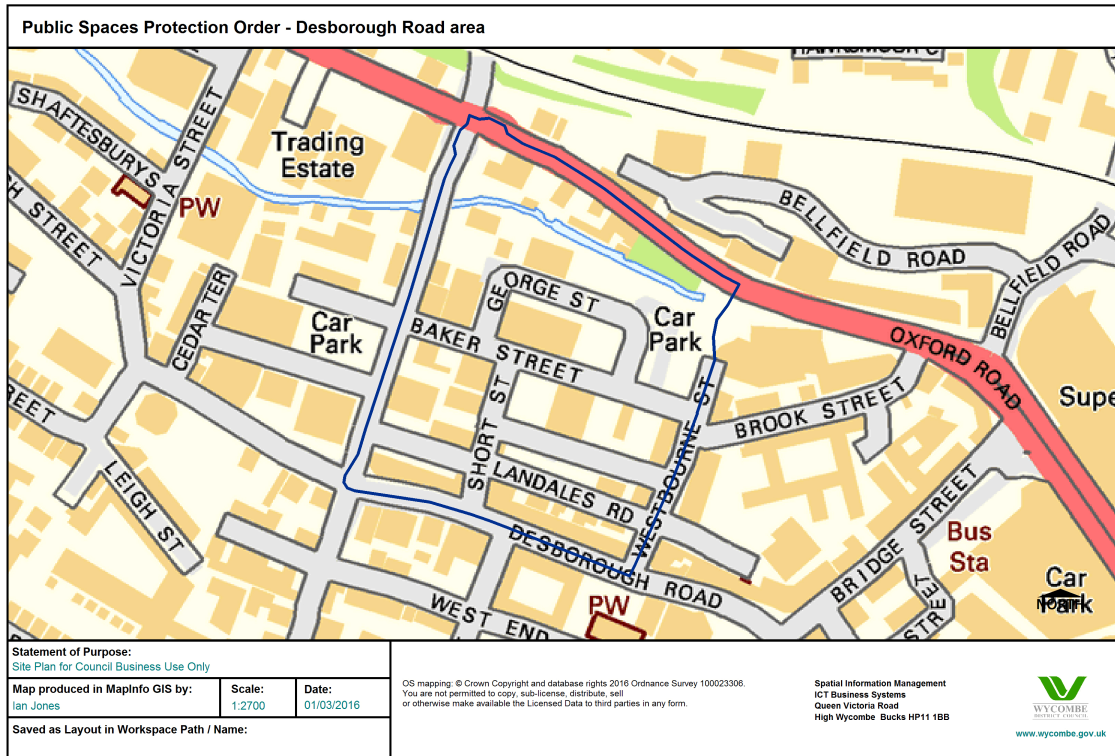 Public Spaces Protection Order - Desborough Road area
SHAFTESBURY S
VICTORIA STREET
PW
Trading
Estate
BELLFIELD ROAD
BELLFIELD ROAD
H STREET
CEDAR TER
Car
Park
GEORGE ST
BAKER STREET
Car
Park
OXFORD ROAD
Supe
REET
LEIGH ST
SHORT ST
LANDALES RD
WESTBOURNE ST
BROOK STREET
DESBOROUGH ROAD
BRIDGE STREET
Bus
Sta
WEST END
PW
STREET
Car
Park
Statement of Purpose:
Site Plan for Council Business Use Only
Map produced in MapInfo GIS by:
Ian Jones
Scale:
1:2700
Date:
01/03/2016
Saved as Layout in Workspace Path / Name:
OS mapping: © Crown Copyright and database rights 2016 Ordnance Survey 100023306.
You are not permitted to copy, sub-license, distribute, sell
or otherwise make available the Licensed Data to third parties in any form.
Spatial Information Management
ICT Business Systems
Queen Victoria Road
High Wycombe Bucks HP11 1BB
WYCOMBE
DISTRICT COUNCIL
www.wycombe.gov.uk